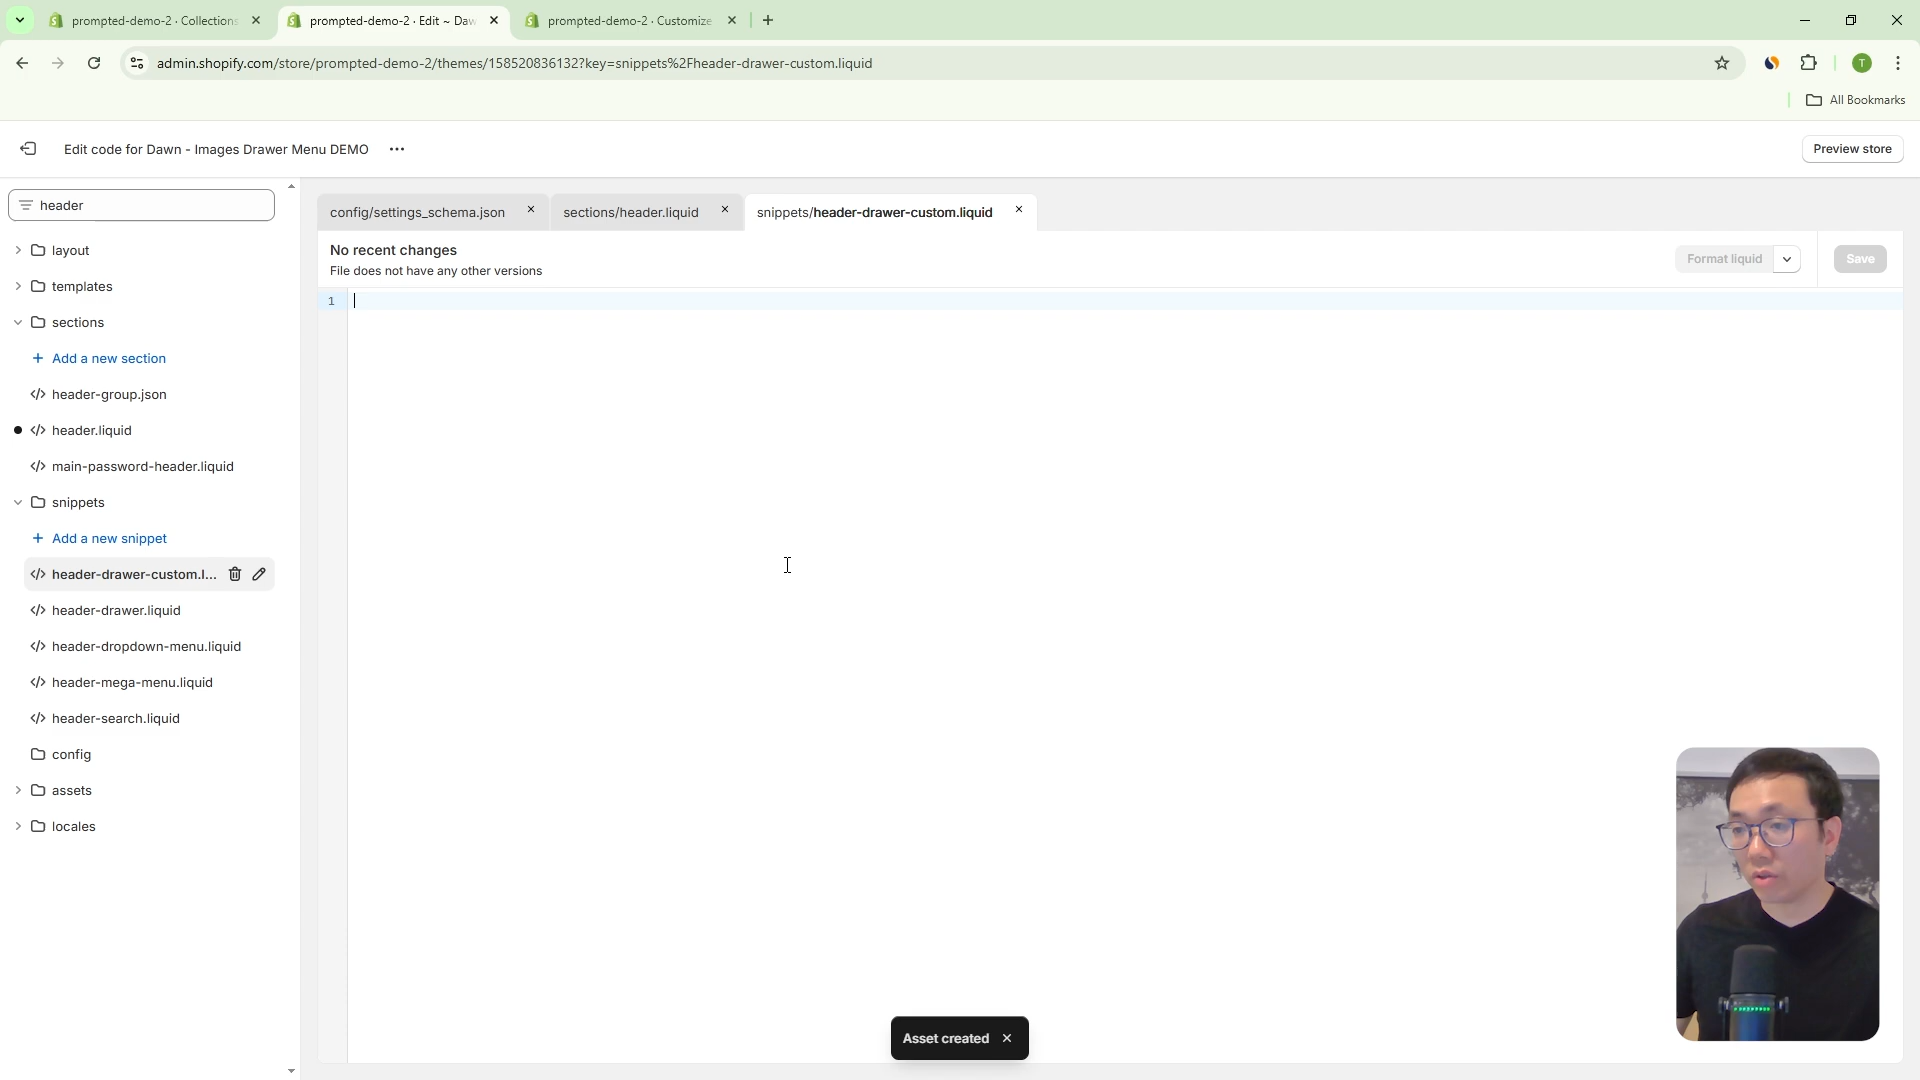 prompted-demo-2 · Collections
prompted-demo-2 · Edit ~ Daw
prompted-demo-2 · Customize
admin.shopify.com/store/prompted-demo-2/themes/158520836132?key=snippets%2Fheader-drawer-custom.liquid
T
All Bookmarks
Edit code for Dawn - Images Drawer Menu DEMO
Preview store
header
config/settings_schema.json
sections/header.liquid
snippets/header-drawer-custom.liquid
No recent changes
File does not have any other versions
Format liquid
Save
1
layout
templates
sections
Add a new section
header-group.json
header.liquid
main-password-header.liquid
snippets
Add a new snippet
header-drawer-custom.l...
header-drawer.liquid
header-dropdown-menu.liquid
header-mega-menu.liquid
header-search.liquid
config
assets
locales
Asset created